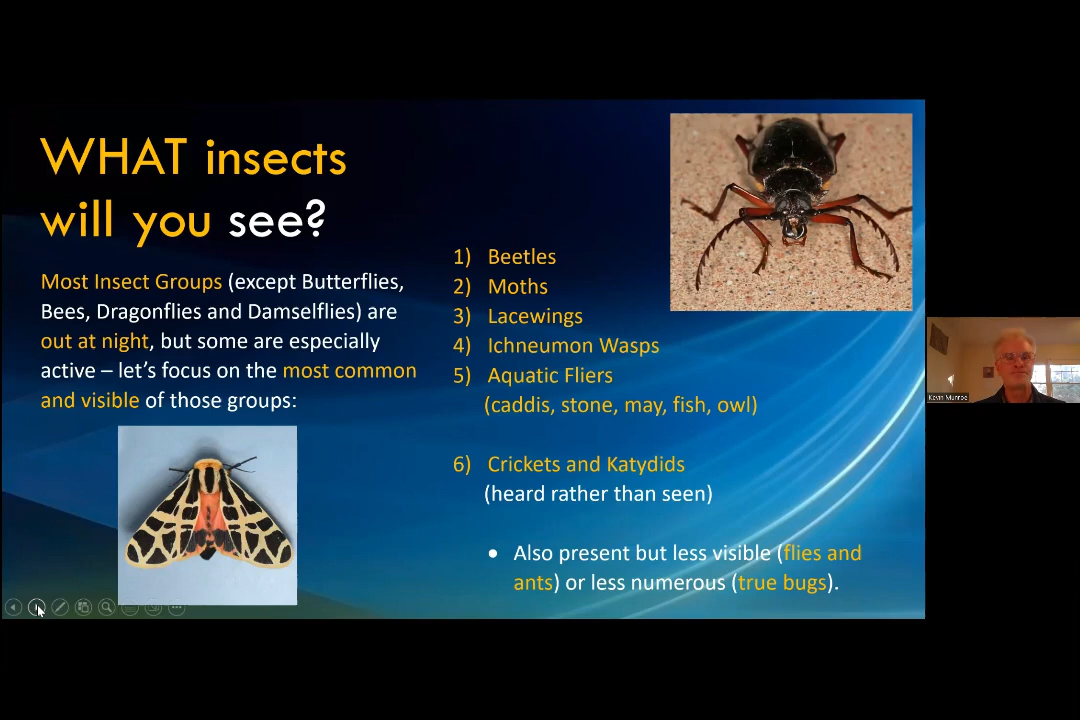 WHAT insects
will you see?
Most Insect Groups (except Butterflies,
Bees, Dragonflies and Damselflies) are
out at night, but some are especially
active – let’s focus on the most common
and visible of those groups:
1) Beetles
2) Moths
3) Lacewings
4) Ichneumon Wasps
5) Aquatic Fliers
(caddis, stone, may, fish, owl)
6) Crickets and Katydids
(heard rather than seen)
• Also present but less visible (flies and
ants) or less numerous (true bugs).
Kevin Munroe